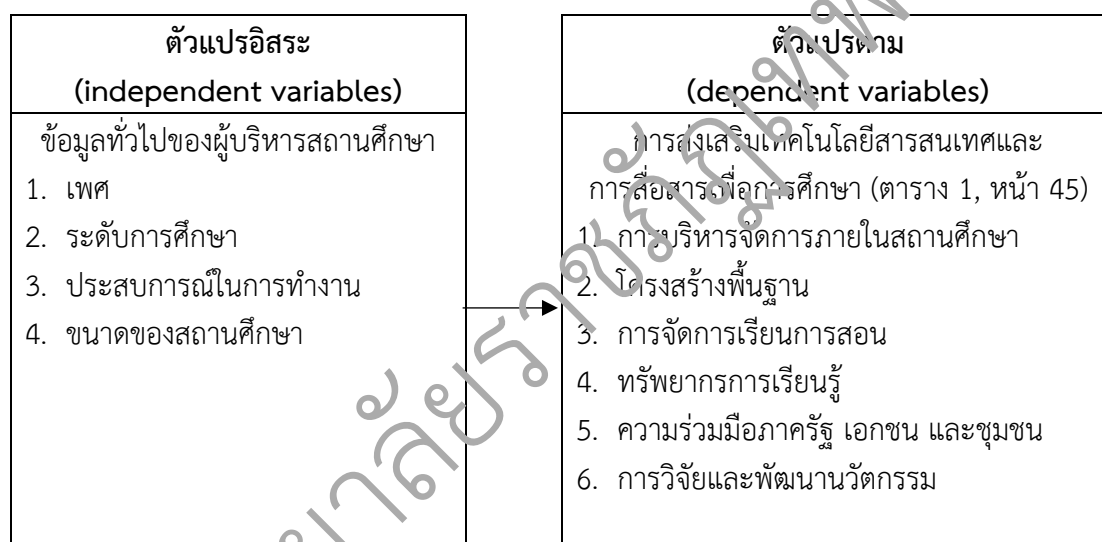 ตัวแปรอิสระ
(independent variables)
ข้อมูลทั่วไปของผู้บริหารสถานศึกษา
1. เพศ
2. ระดับการศึกษา
3. ประสบการณ์ในการทำงาน
4. ขนาดของสถานศึกษา
ตัวแปรตาม
(dependent variables)
การส่งเสริมเทคโนโลยีสารสนเทศและ
การสื่อสารเพื่อการศึกษา (ตาราง 1, หน้า 45)
1. การบริหารจัดการภายในสถานศึกษา
2. โครงสร้างพื้นฐาน
3. การจัดการเรียนการสอน
4. ทรัพยากรการเรียนรู้
5. ความร่วมมือภาครัฐ เอกชน และชุมชน
6. การวิจัยและพัฒนานวัตกรรม